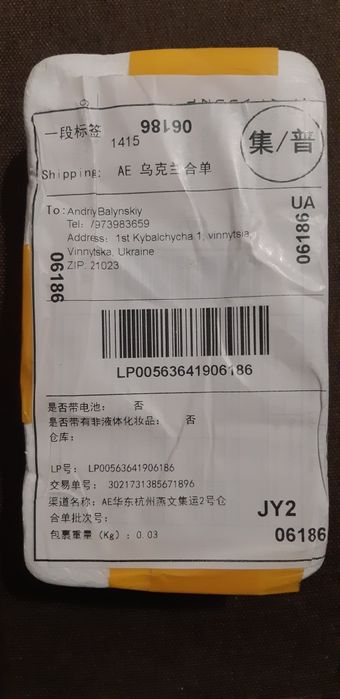 一段标签
1415
06186
集/普
Shipping: AE 乌克兰合单
To: Andriy Balynskiy
Tel: /973983659
Address: 1st Kybalchycha 1, vinnytsia,
Vinnytska, Ukraine
ZIP: 21023
UA
06186
06186
LP00563641906186
是否带电池: 否
是否带有非液体化妆品: 否
仓库:
LP号: LP00563641906186
交易单号: 3021731385671896
渠道名称: AE华东杭州燕文集运2号仓
合单批次号:
包裹重量(Kg): 0.03
JY2
06186